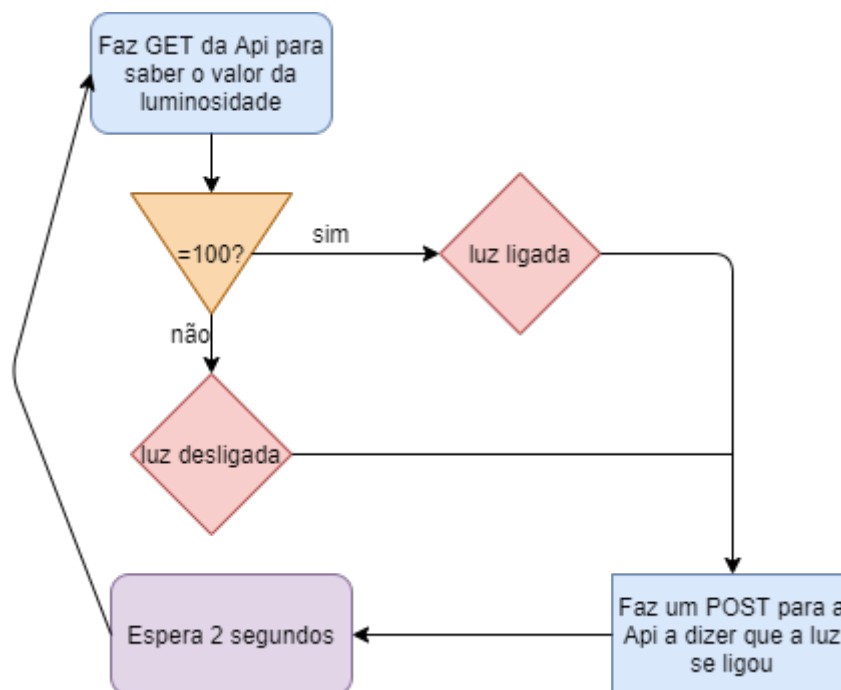 Faz GET da Api para
saber o valor da
luminosidade
=100?
sim
luz ligada
não
luz desligada
Espera 2 segundos
Faz um POST para a
Api a dizer que a luz
se ligou